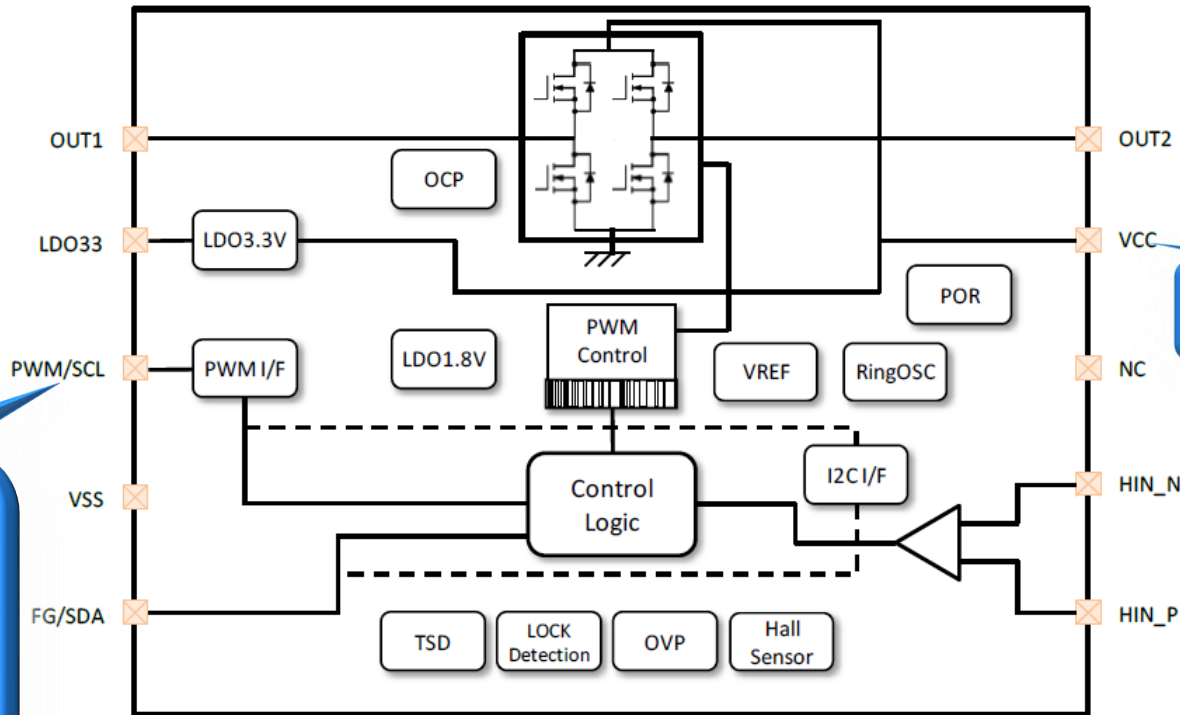 OUT1
OUT2
OCP
LDO33
LDO3.3V
VCC
POR
PWM
Control
PWM/SCL
PWM I/F
LDO1.8V
VREF
RingOSC
NC
VSS
Control
Logic
I2C I/F
HIN_N
FG/SDA
HIN_P
TSD
LOCK
Detection
OVP
Hall
Sensor